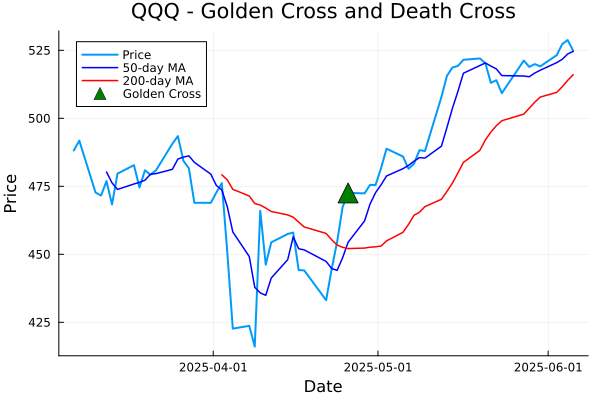 QQQ - Golden Cross and Death Cross
Price
50-day MA
200-day MA
Golden Cross
525
500
475
450
425
Price
2025-04-01
2025-05-01
2025-06-01
Date